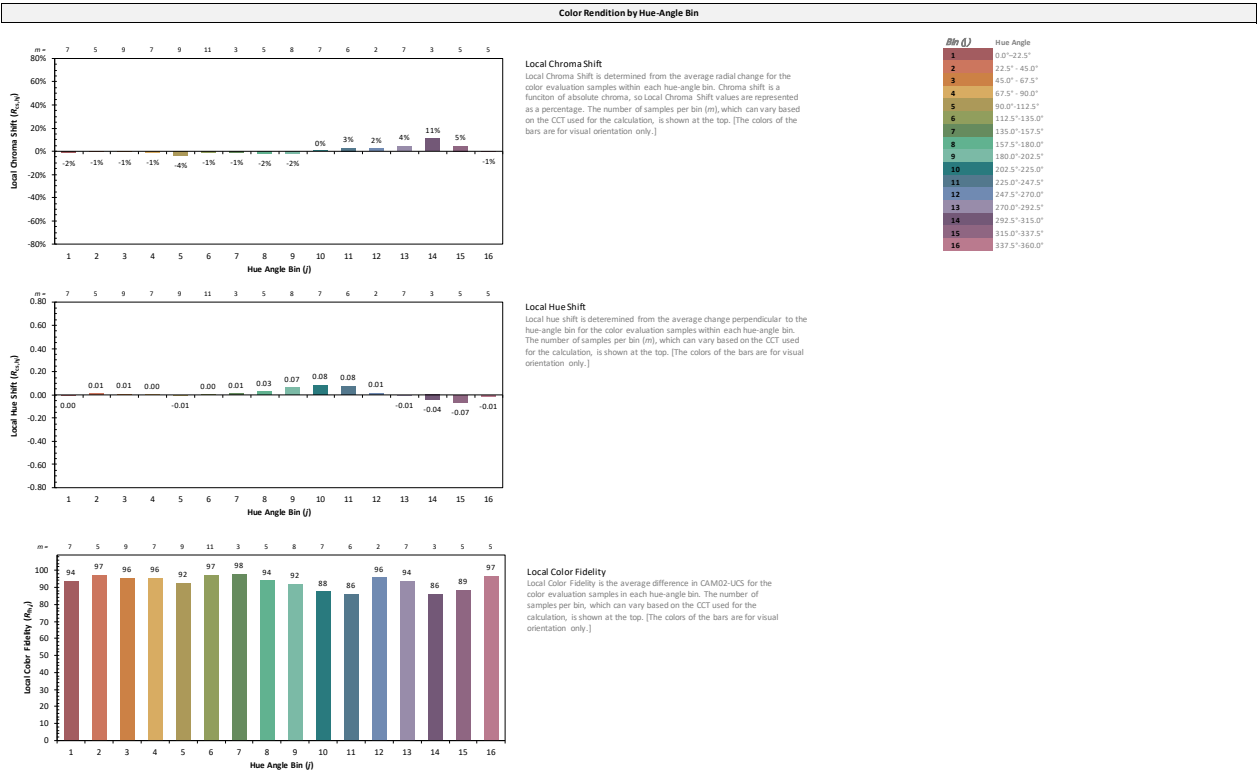 Color Rendition by Hue-Angle Bin
m = 7 5 9 7 9 11 3 5 8 7 6 2 7 3 5 5
80%
60%
40%
20%
0%
-20%
-40%
-60%
-80%
Local Chroma Shift (Rcs,hj)
-2% -1% -1% -1% -4% -1% -1% -2% -2% 0% 3% 2% 4% 11% 5% -1%
1 2 3 4 5 6 7 8 9 10 11 12 13 14 15 16
Hue Angle Bin (j)
Local Chroma Shift
Local Chroma Shift is determined from the average radial change for the
color evaluation samples within each hue-angle bin. Chroma shift is a
funciton of absolute chroma, so Local Chroma Shift values are represented
as a percentage. The number of samples per bin (m), which can vary based
on the CCT used for the calculation, is shown at the top. [The colors of the
bars are for visual orientation only.]
Bin (j) Hue Angle
1 0.0°–22.5°
2 22.5° - 45.0°
3 45.0° - 67.5°
4 67.5° - 90.0°
5 90.0°-112.5°
6 112.5°-135.0°
7 135.0°-157.5°
8 157.5°-180.0°
9 180.0°-202.5°
10 202.5°-225.0°
11 225.0°-247.5°
12 247.5°-270.0°
13 270.0°-292.5°
14 292.5°-315.0°
15 315.0°-337.5°
16 337.5°-360.0°
m = 7 5 9 7 9 11 3 5 8 7 6 2 7 3 5 5
0.80
0.60
0.40
0.20
0.00
-0.20
-0.40
-0.60
-0.80
Local Hue Shift (Rcs,hj)
0.00 0.01 0.01 0.00 -0.01 0.00 0.01 0.03 0.07 0.08 0.08 0.01 -0.01 -0.04 -0.07 -0.01
1 2 3 4 5 6 7 8 9 10 11 12 13 14 15 16
Hue Angle Bin (j)
Local Hue Shift
Local hue shift is deteremined from the average change perpendicular to the
hue-angle bin for the color evaluation samples within each hue-angle bin.
The number of samples per bin (m), which can vary based on the CCT used
for the calculation, is shown at the top. [The colors of the bars are for visual
orientation only.]
m = 7 5 9 7 9 11 3 5 8 7 6 2 7 3 5 5
100
90
80
70
60
50
40
30
20
10
0
Local Color Fidelity (Rfh,j)
94 97 96 96 92 97 98 94 92 88 86 96 94 86 89 97
1 2 3 4 5 6 7 8 9 10 11 12 13 14 15 16
Hue Angle Bin (j)
Local Color Fidelity
Local Color Fidelity is the average difference in CAM02-UCS for the
color evaluation samples in each hue-angle bin. The number of
samples per bin, which can vary based on the CCT used for the
calculation, is shown at the top. [The colors of the bars are for visual
orientation only.]